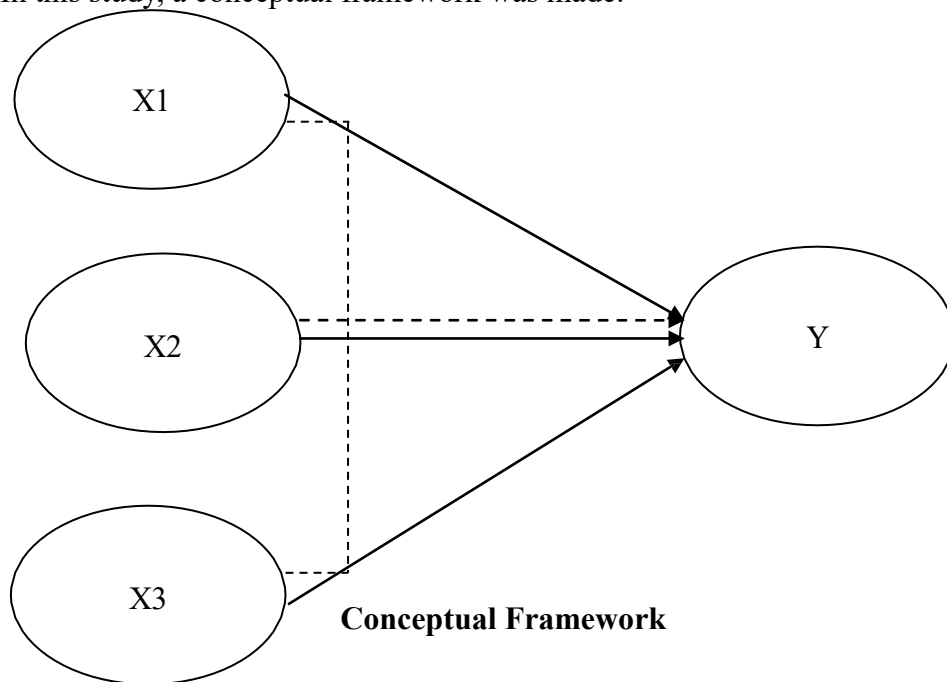 In this study, a conceptual framework was made.
X1
X2
Y
X3
Conceptual Framework